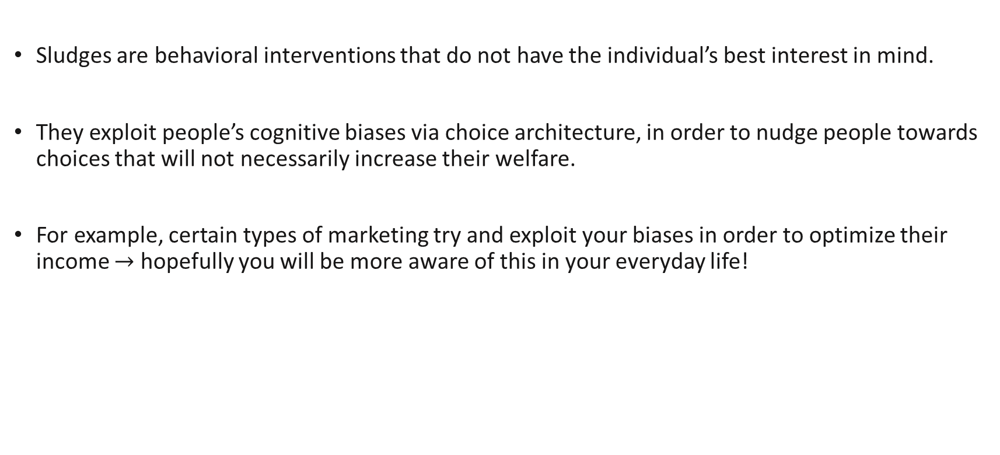 • Sludges are behavioral interventions that do not have the individual’s best interest in mind.
• They exploit people’s cognitive biases via choice architecture, in order to nudge people towards
choices that will not necessarily increase their welfare.
• For example, certain types of marketing try and exploit your biases in order to optimize their
income → hopefully you will be more aware of this in your everyday life!